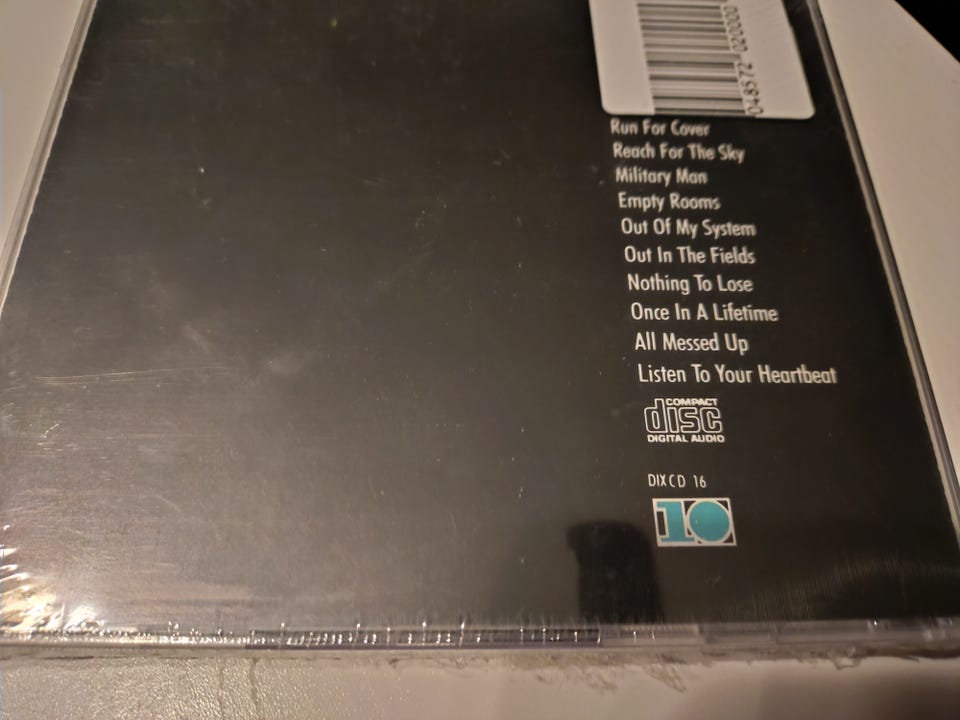 048572 020000
Run For Cover
Reach For The Sky
Military Man
Empty Rooms
Out Of My System
Out In The Fields
Nothing To Lose
Once In A Lifetime
All Messed Up
Listen To Your Heartbeat
COMPACT
disc
DIGITAL AUDIO
DIXCD 16
10